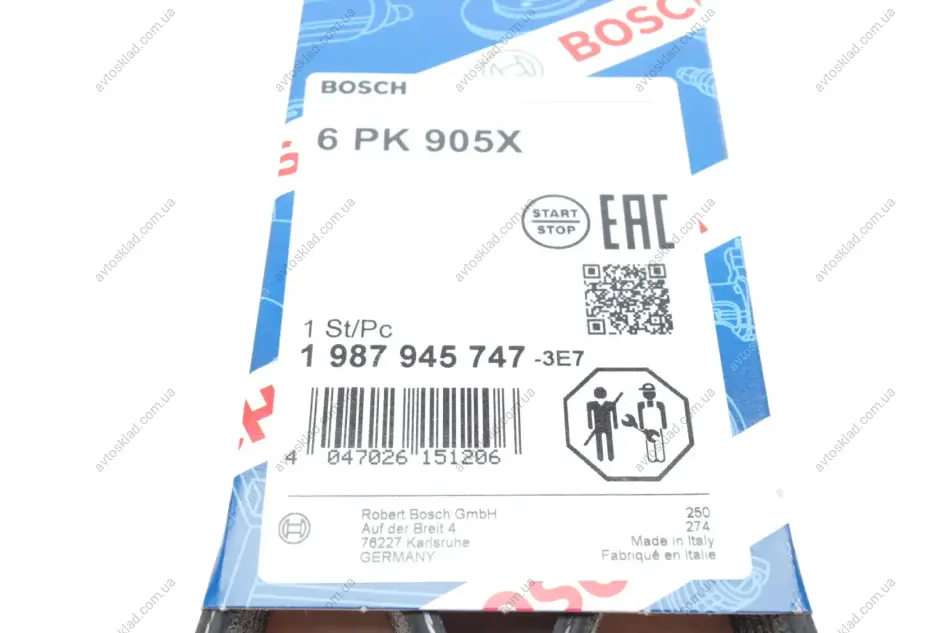 BOSCH
BOSCH
6 PK 905X
START
STOP
EAC
1 St/Pc
1 987 945 747 -3E7
4 047026 151206
Robert Bosch GmbH
Auf der Breit 4
76227 Karlsruhe
GERMANY
250
274
Made in Italy
Fabriqué en Italie
avtosklad.com.ua